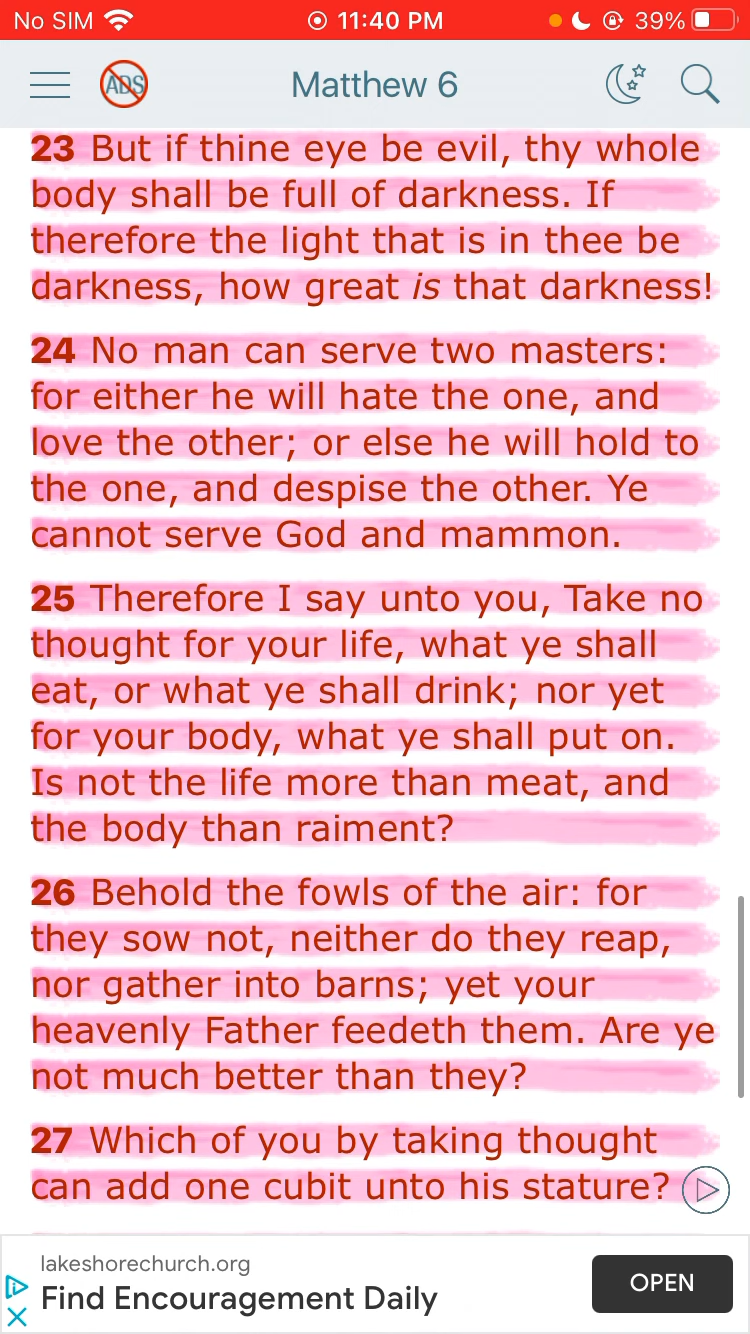 No SIM 11:40 PM 39%
ADS Matthew 6
23 But if thine eye be evil, thy whole
body shall be full of darkness. If
therefore the light that is in thee be
darkness, how great is that darkness!
24 No man can serve two masters:
for either he will hate the one, and
love the other; or else he will hold to
the one, and despise the other. Ye
cannot serve God and mammon.
25 Therefore I say unto you, Take no
thought for your life, what ye shall
eat, or what ye shall drink; nor yet
for your body, what ye shall put on.
Is not the life more than meat, and
the body than raiment?
26 Behold the fowls of the air: for
they sow not, neither do they reap,
nor gather into barns; yet your
heavenly Father feedeth them. Are ye
not much better than they?
27 Which of you by taking thought
can add one cubit unto his stature?
lakeshorechurch.org
Find Encouragement Daily
OPEN